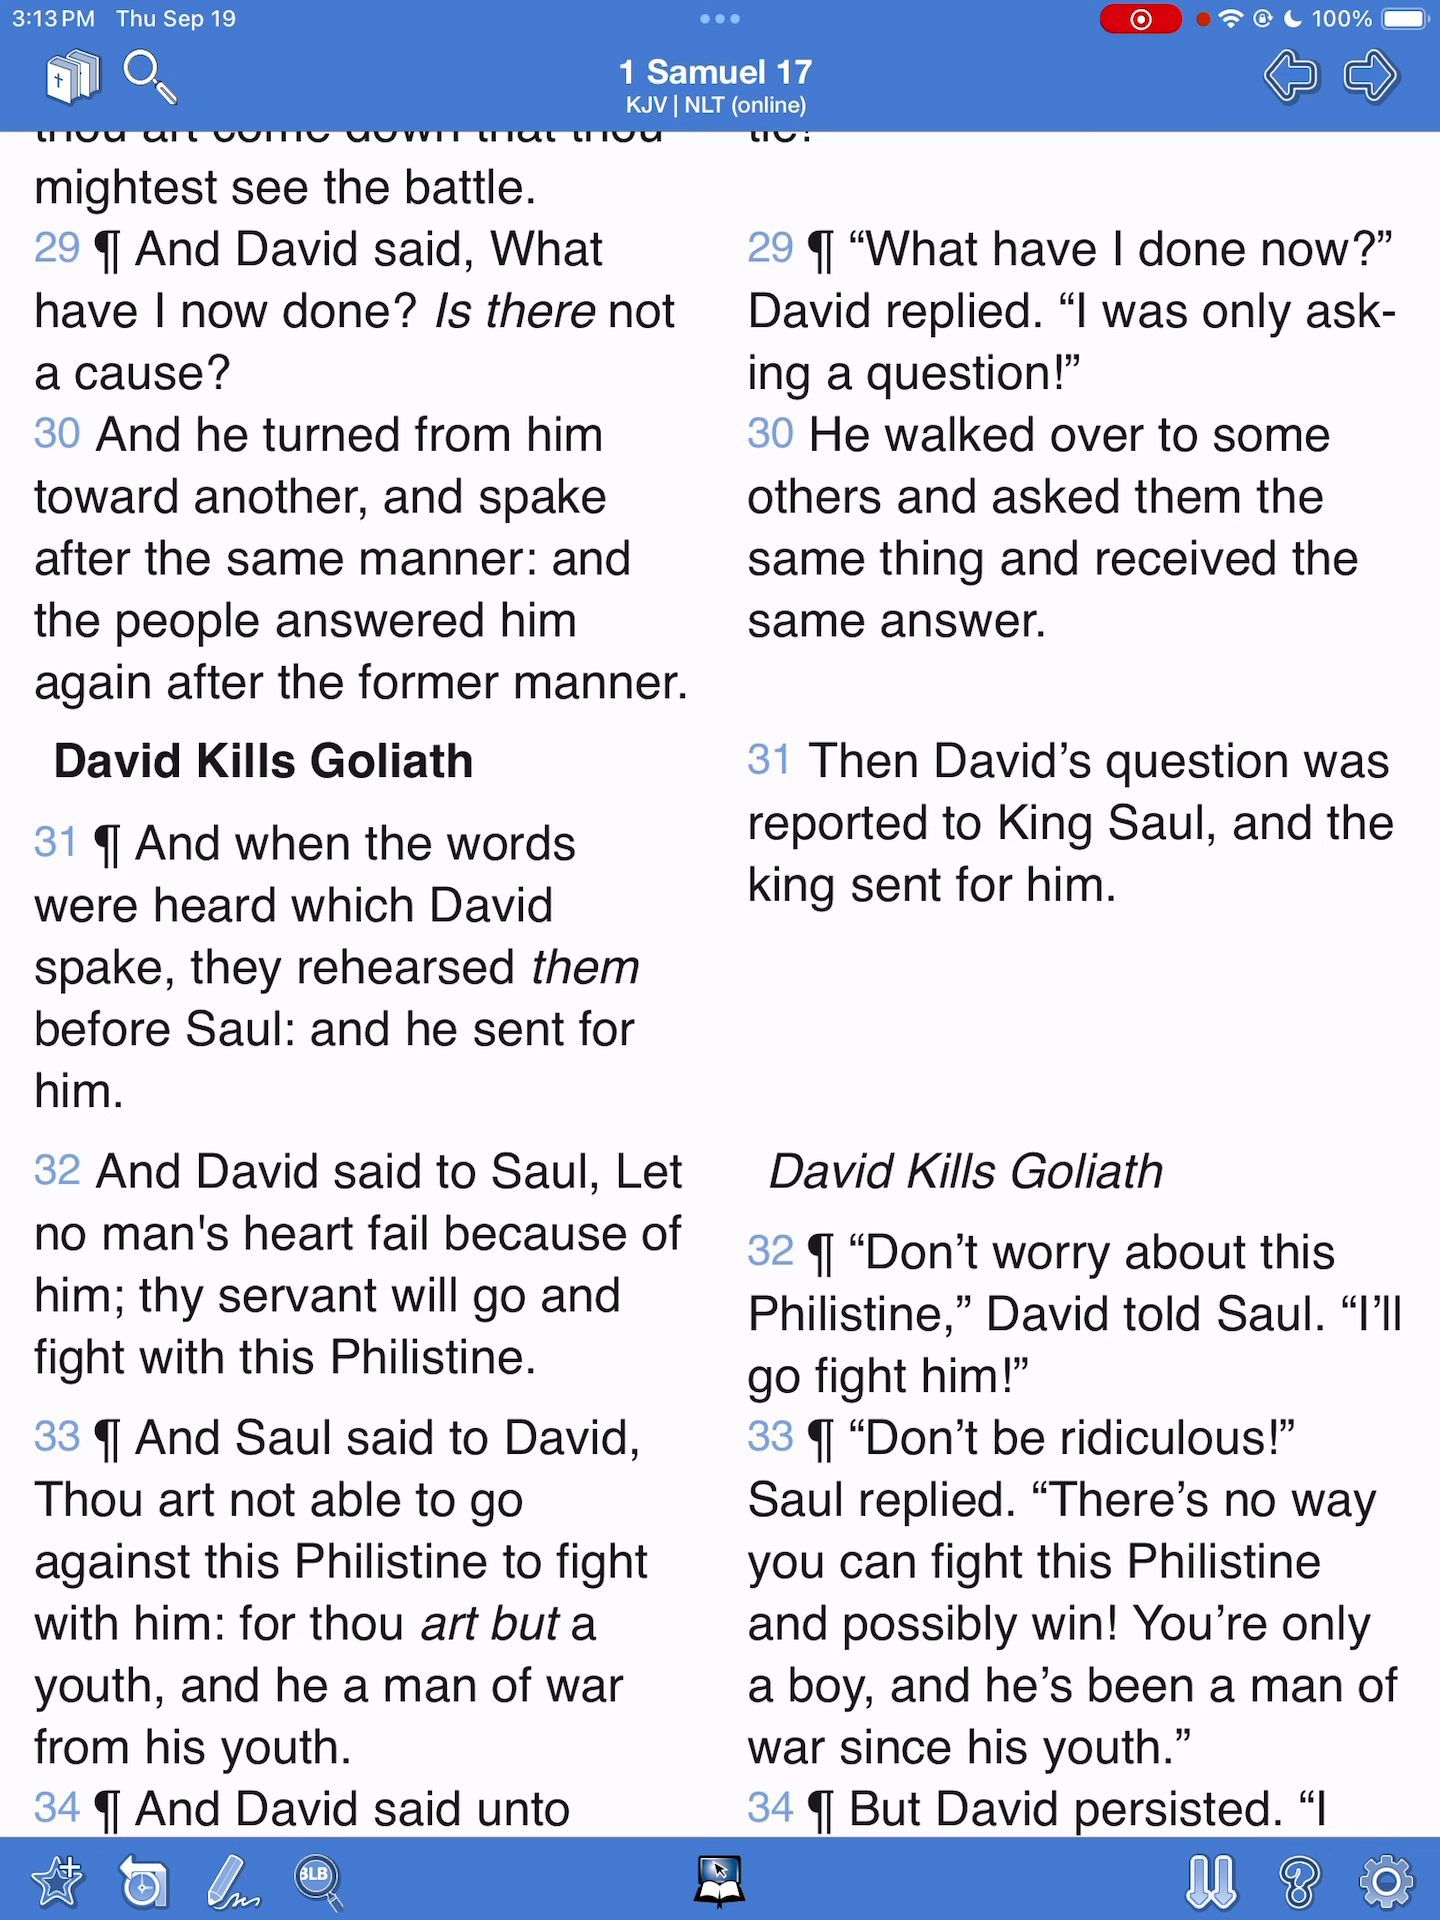 3:13 PM Thu Sep 19
100%
1 Samuel 17
KJV | NLT (online)
thou art come down that thou
mightest see the battle.
29 ¶ And David said, What
have I now done? Is there not
a cause?
30 And he turned from him
toward another, and spake
after the same manner: and
the people answered him
again after the former manner.
David Kills Goliath
31 ¶ And when the words
were heard which David
spake, they rehearsed them
before Saul: and he sent for
him.
32 And David said to Saul, Let
no man's heart fail because of
him; thy servant will go and
fight with this Philistine.
33 ¶ And Saul said to David,
Thou art not able to go
against this Philistine to fight
with him: for thou art but a
youth, and he a man of war
from his youth.
34 ¶ And David said unto
tle!
29 ¶ “What have I done now?”
David replied. “I was only ask-
ing a question!”
30 He walked over to some
others and asked them the
same thing and received the
same answer.
31 Then David’s question was
reported to King Saul, and the
king sent for him.
David Kills Goliath
32 ¶ “Don’t worry about this
Philistine,” David told Saul. “I’ll
go fight him!”
33 ¶ “Don’t be ridiculous!”
Saul replied. “There’s no way
you can fight this Philistine
and possibly win! You’re only
a boy, and he’s been a man of
war since his youth.”
34 ¶ But David persisted. “I
BLB